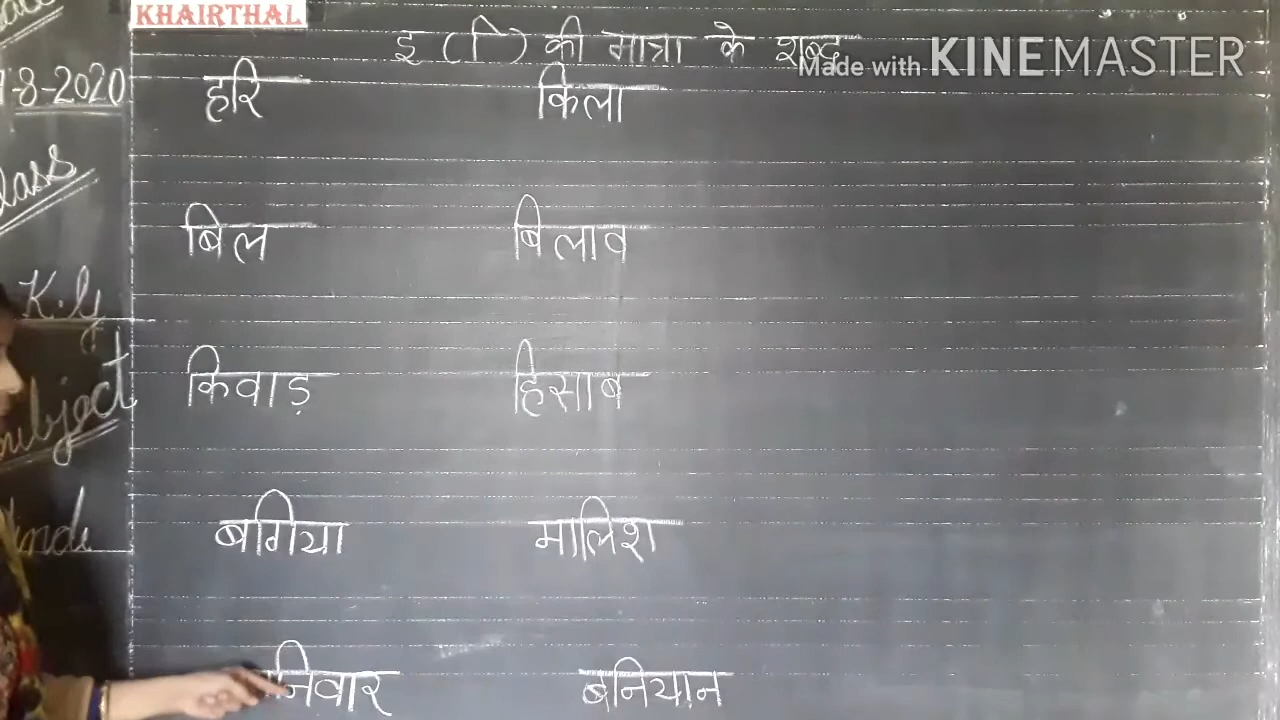 KHAIRTHAL
इ ( ि ) की मात्रा के शब्द
Made with KINEMASTER
-8-2020
हरि किला
बिल बिलाव
K.G
किवाड़ हिसाब
बगिया मालिश
निवार बनियान